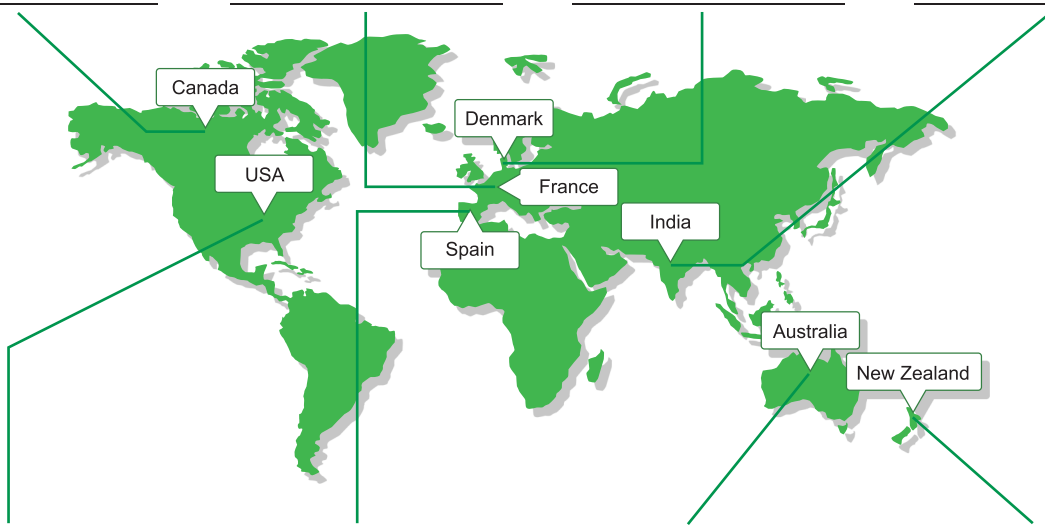 Canada
Denmark
USA
France
India
Spain
Australia
New Zealand